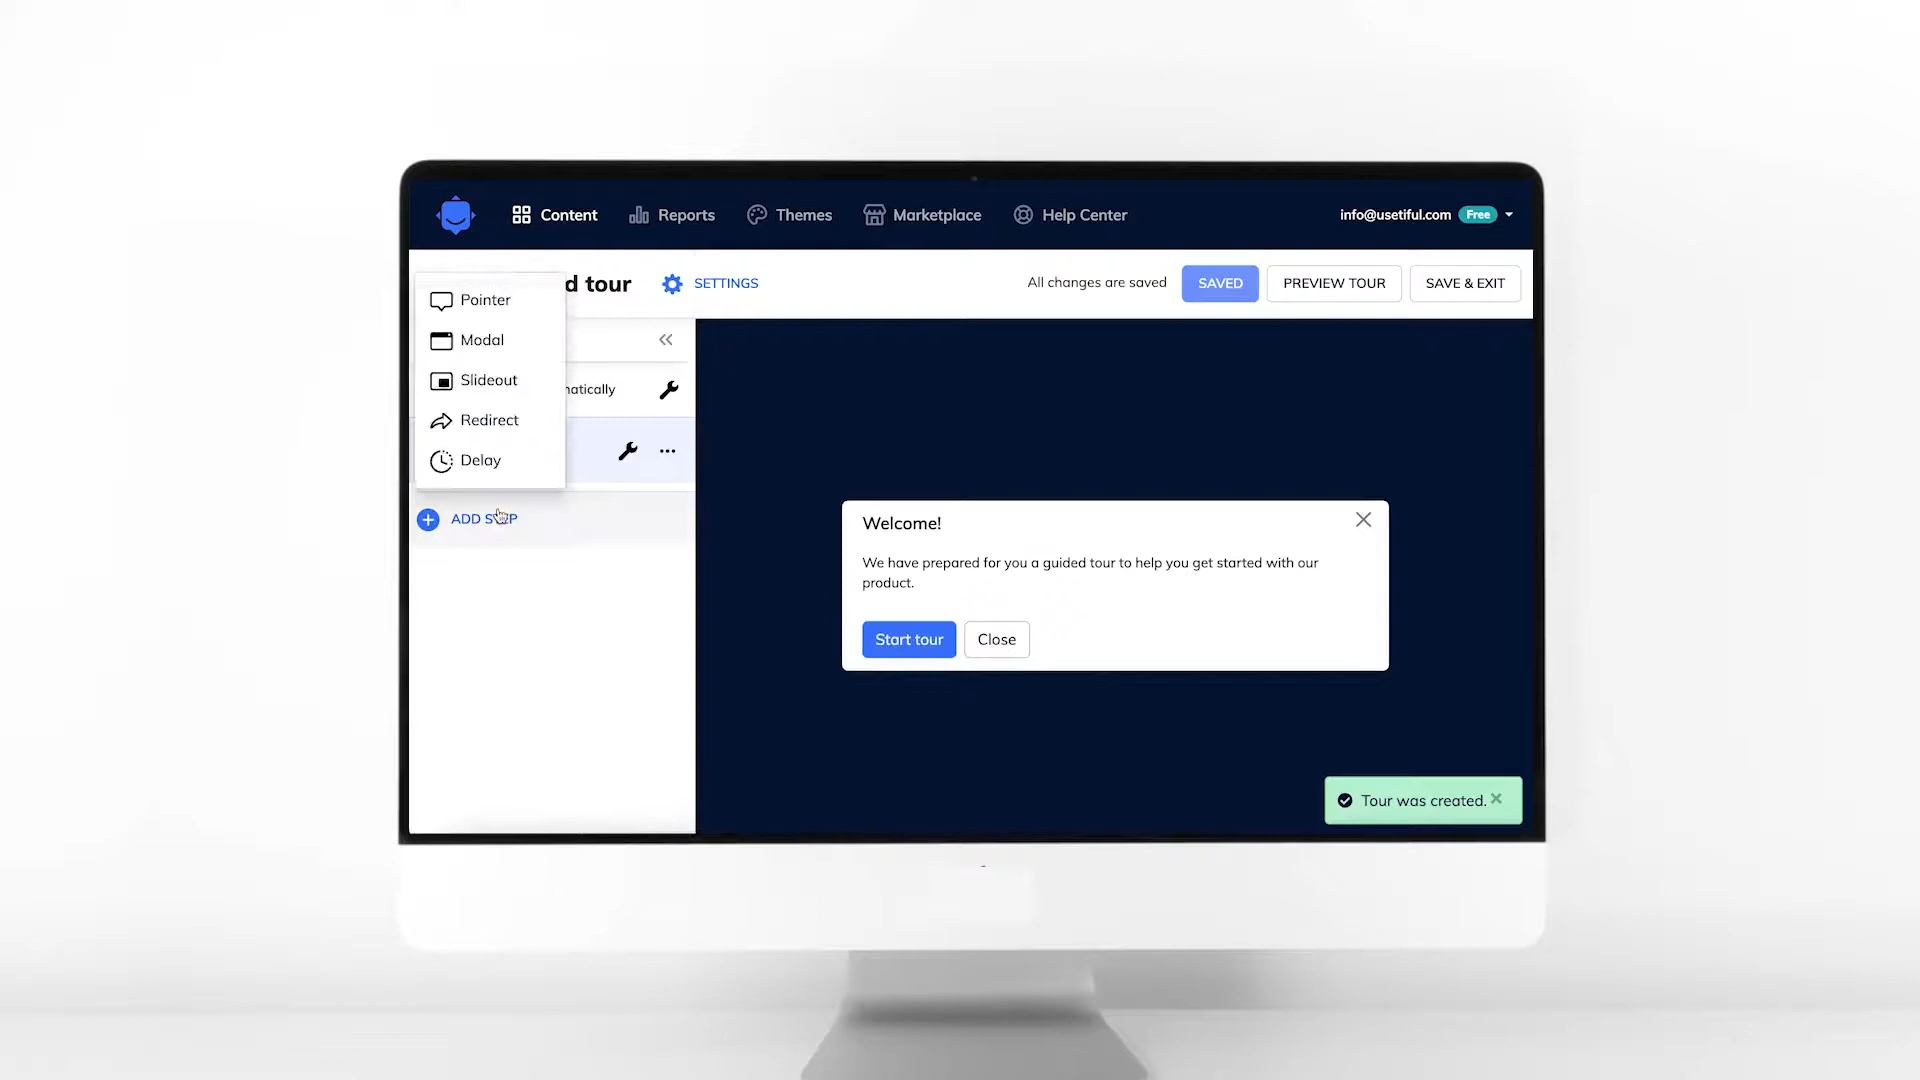 Content
Reports
Themes
Marketplace
Help Center
info@usetiful.com
Free
d tour
SETTINGS
All changes are saved
SAVED
PREVIEW TOUR
SAVE & EXIT
Pointer
Modal
Slideout
Redirect
Delay
matically
ADD STEP
Welcome!
We have prepared for you a guided tour to help you get started with our
product.
Start tour
Close
Tour was created.